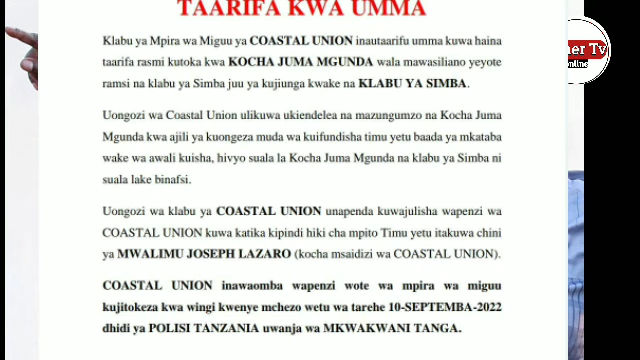 TAARIFA KWA UMMA
Klabu ya Mpira wa Miguu ya COASTAL UNION inautaarifu umma kuwa haina
taarifa rasmi kutoka kwa KOCHA JUMA MGUNDA wala mawasiliano yeyote
ramsi na klabu ya Simba juu ya kujiunga kwake na KLABU YA SIMBA.
Uongozi wa Coastal Union ulikuwa ukiendelea na mazungumzo na Kocha Juma
Mgunda kwa ajili ya kuongeza muda wa kuifundisha timu yetu baada ya mkataba
wake wa awali kuisha, hivyo suala la Kocha Juma Mgunda na klabu ya Simba ni
suala lake binafsi.
Uongozi wa klabu ya COASTAL UNION unapenda kuwajulisha wapenzi wa
COASTAL UNION kuwa katika kipindi hiki cha mpito Timu yetu itakuwa chini
ya MWALIMU JOSEPH LAZARO (kocha msaidizi wa COASTAL UNION).
COASTAL UNION inawaomba wapenzi wote wa mpira wa miguu
kujitokeza kwa wingi kwenye mchezo wetu wa tarehe 10-SEPTEMBA-2022
dhidi ya POLISI TANZANIA uwanja wa MKWAKWANI TANGA.
Tv
online